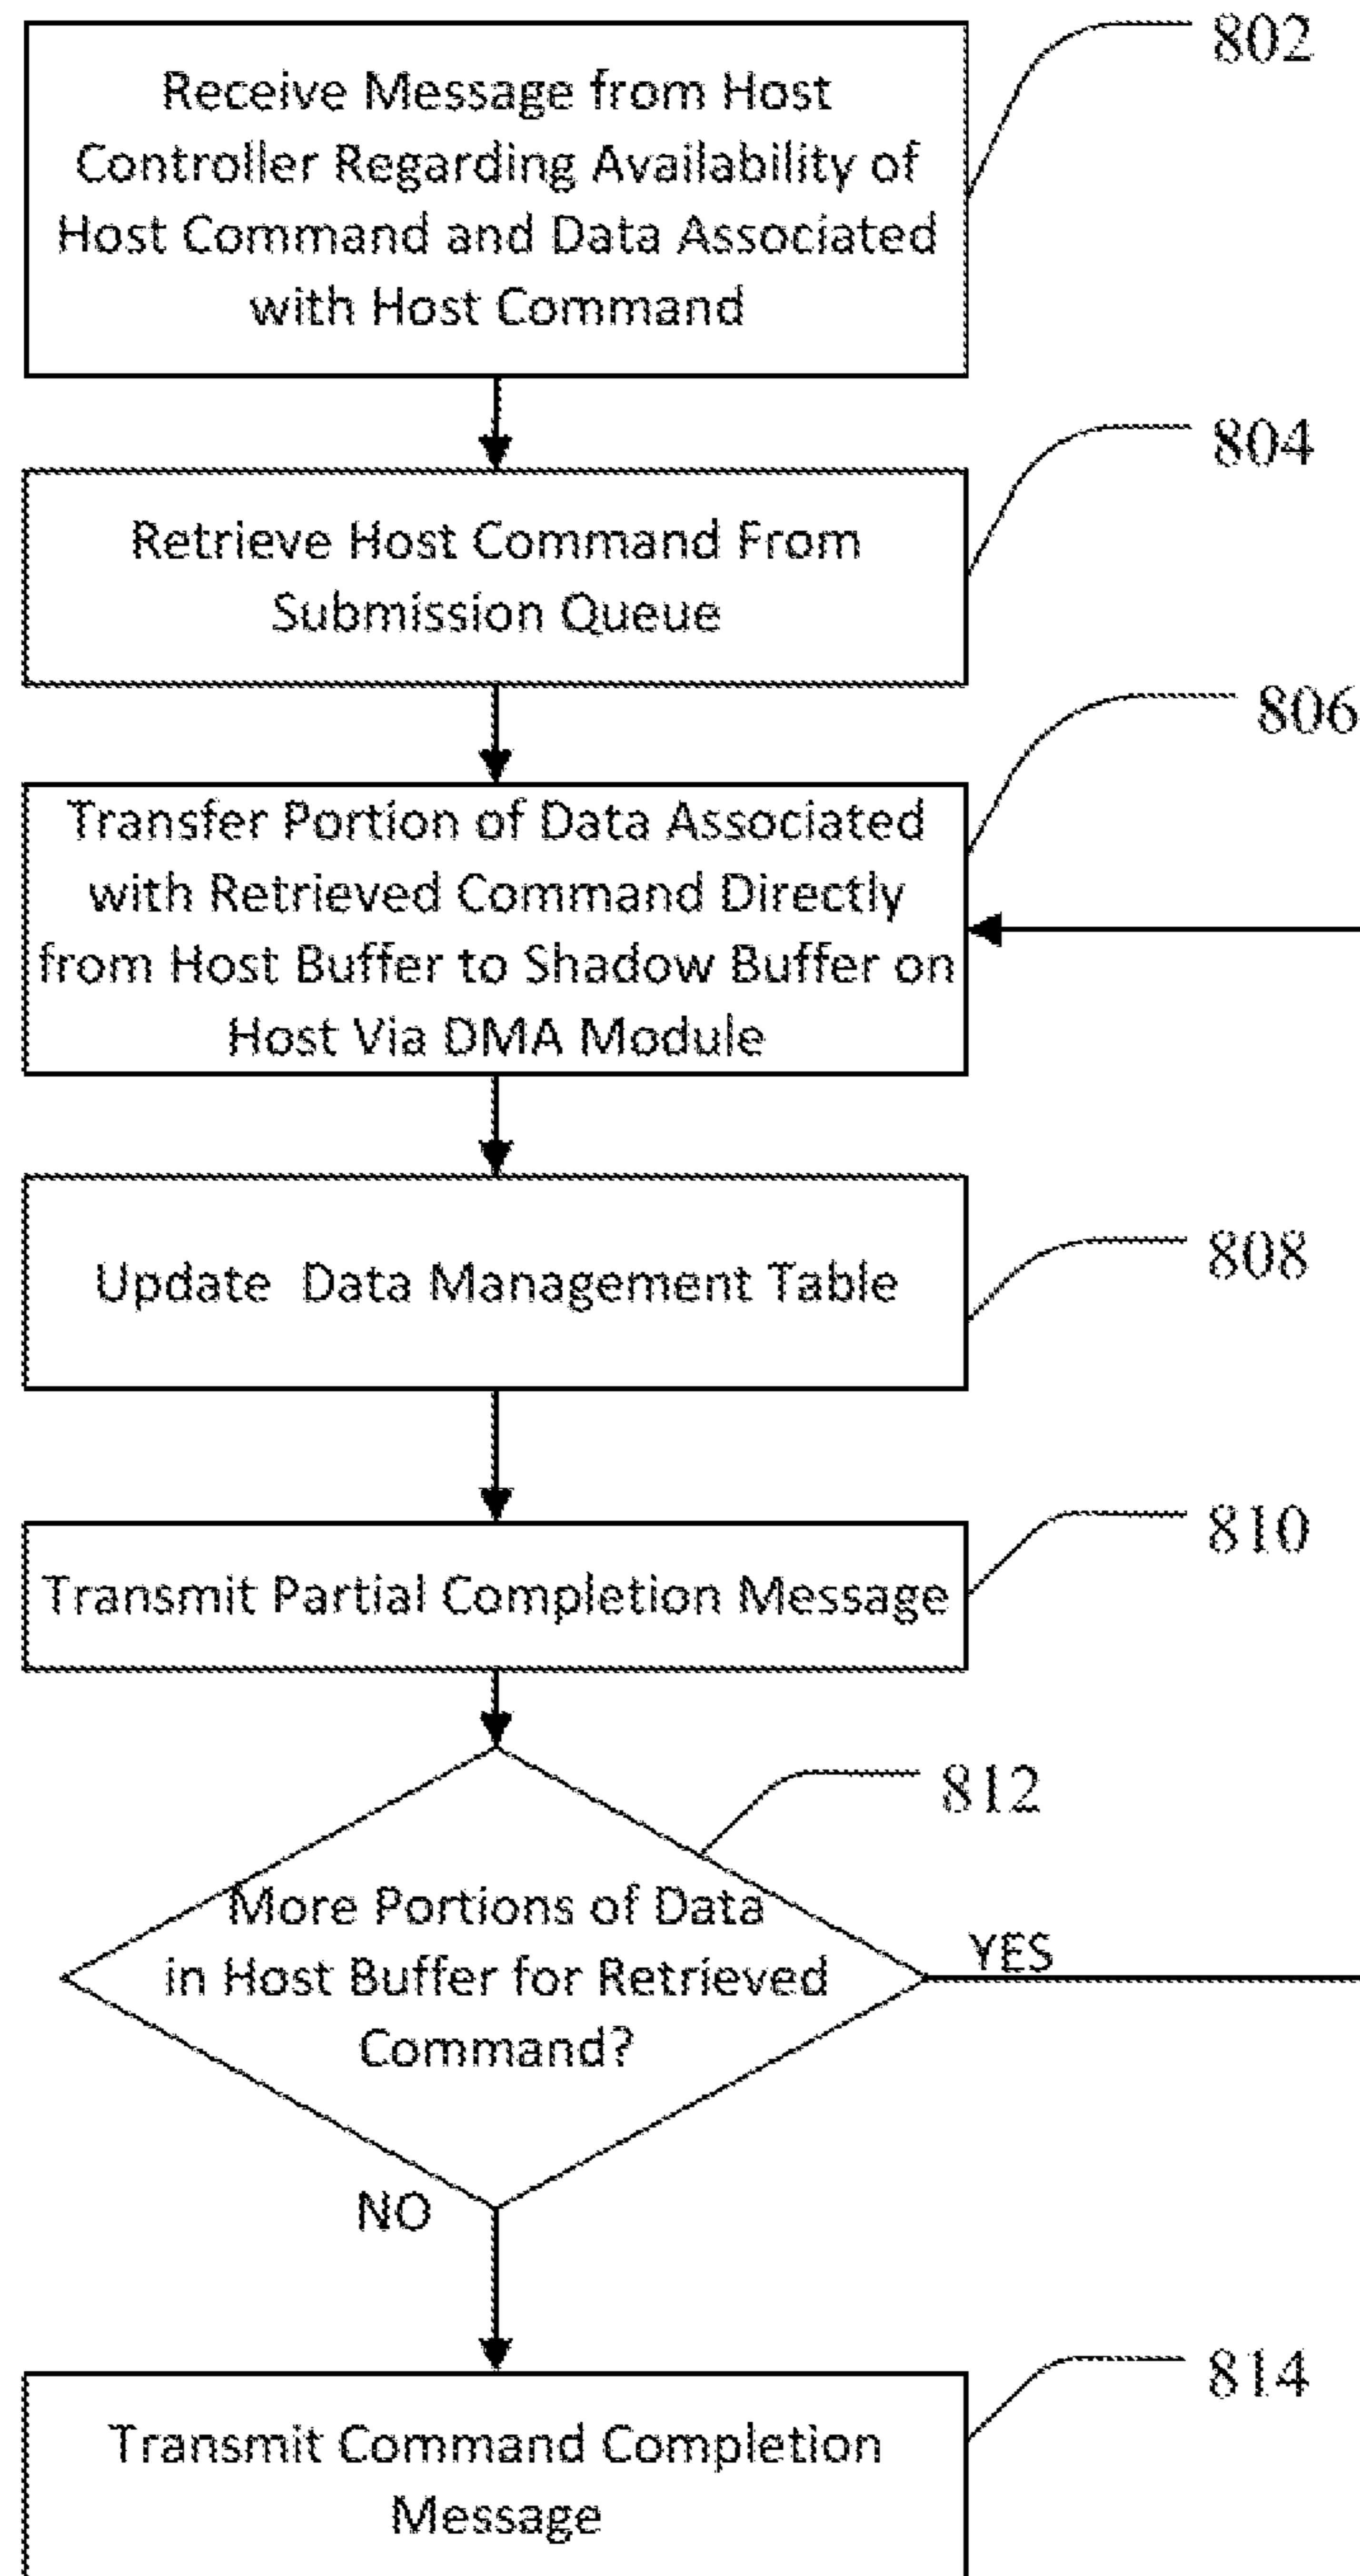 802
Receive Message from Host
Controller Regarding Availability of
Host Command and Data Associated
with Host Command
804
Retrieve Host Command From
Submission Queue
806
Transfer Portion of Data Associated
with Retrieved Command Directly
from Host Buffer to Shadow Buffer on
Host Via DMA Module
808
Update Data Management Table
810
Transmit Partial Completion Message
812
More Portions of Data
in Host Buffer for Retrieved
Command?
YES
NO
814
Transmit Command Completion
Message